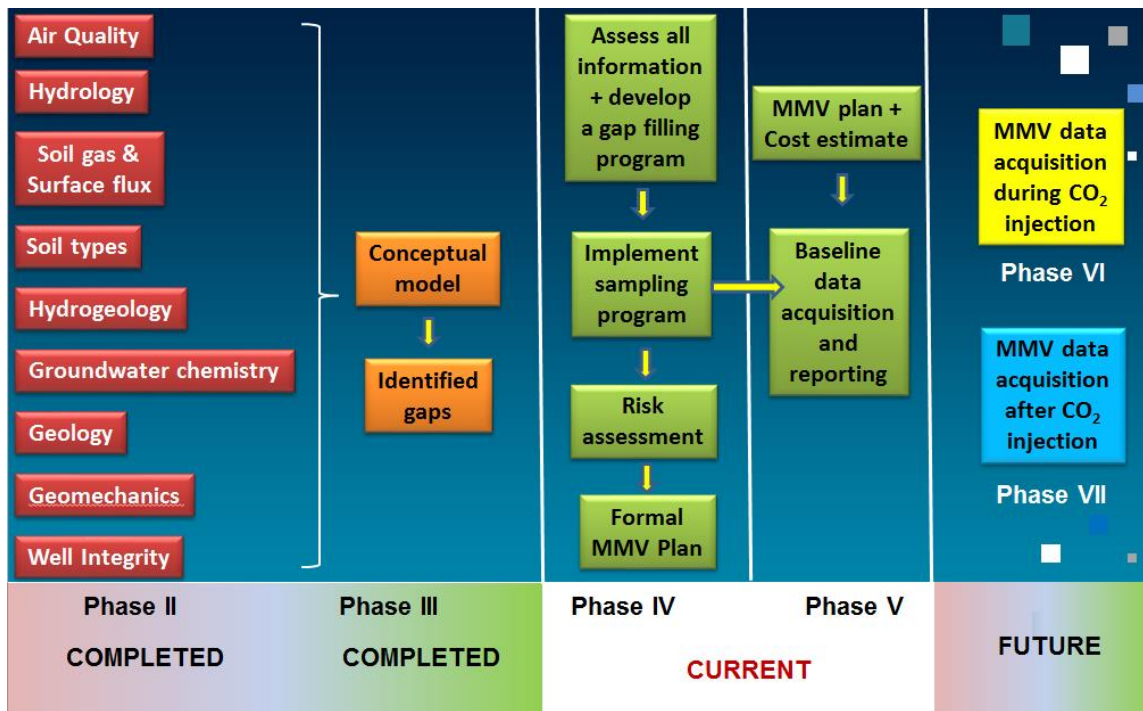 Air Quality
Hydrology
Soil gas &
Surface flux
Soil types
Hydrogeology
Groundwater chemistry
Geology
Geomechanics
Well Integrity
Conceptual
model
Identified
gaps
Assess all
information
+ develop
a gap filling
program
Implement
sampling
program
Risk
assessment
Formal
MMV Plan
MMV plan +
Cost estimate
Baseline
data
acquisition
and
reporting
MMV data
acquisition
during CO₂
injection
Phase VI
MMV data
acquisition
after CO₂
injection
Phase VII
Phase II
COMPLETED
Phase III
COMPLETED
Phase IV
Phase V
CURRENT
FUTURE